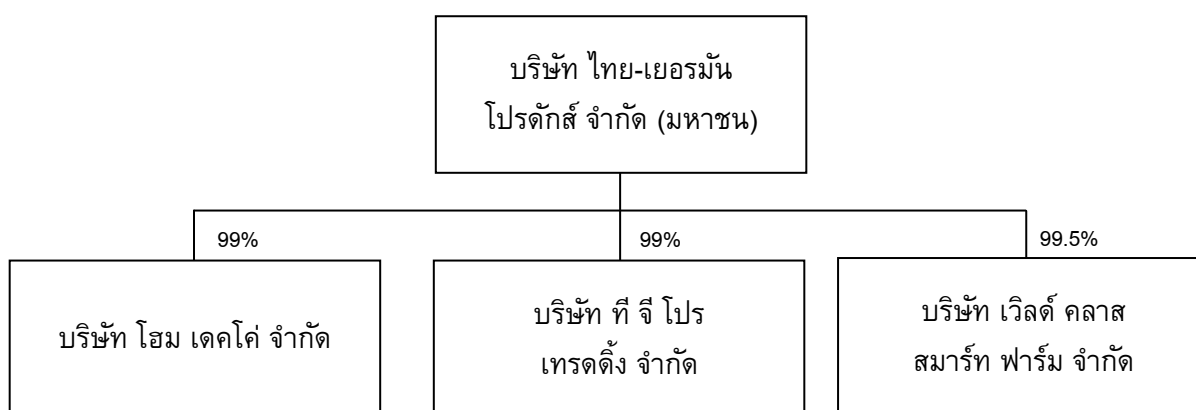 บริษัท ไทย-เยอรมัน
โปรดักส์ จำกัด (มหาชน)
99%
99%
99.5%
บริษัท โฮม เดคโค่ จำกัด
บริษัท ที จี โปร
เทรดดิ้ง จำกัด
บริษัท เวิลด์ คลาส
สมาร์ท ฟาร์ม จำกัด